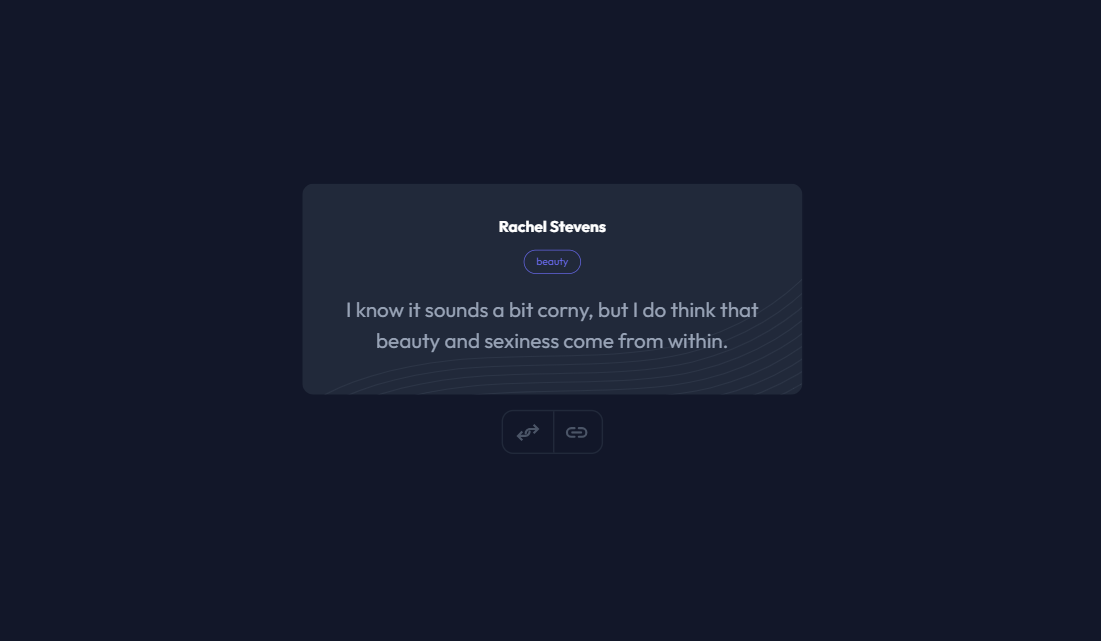 Rachel Stevens
beauty
I know it sounds a bit corny, but I do think that
beauty and sexiness come from within.